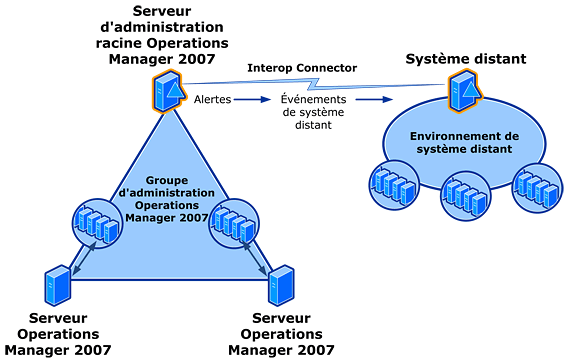 Serveur
d'administration
racine Operations
Manager 2007
Système distant
Interop Connector
Alertes
Événements
de système
distant
Environnement de
système distant
Groupe
d'administration
Operations
Manager 2007
Serveur
Operations
Manager 2007
Serveur
Operations
Manager 2007